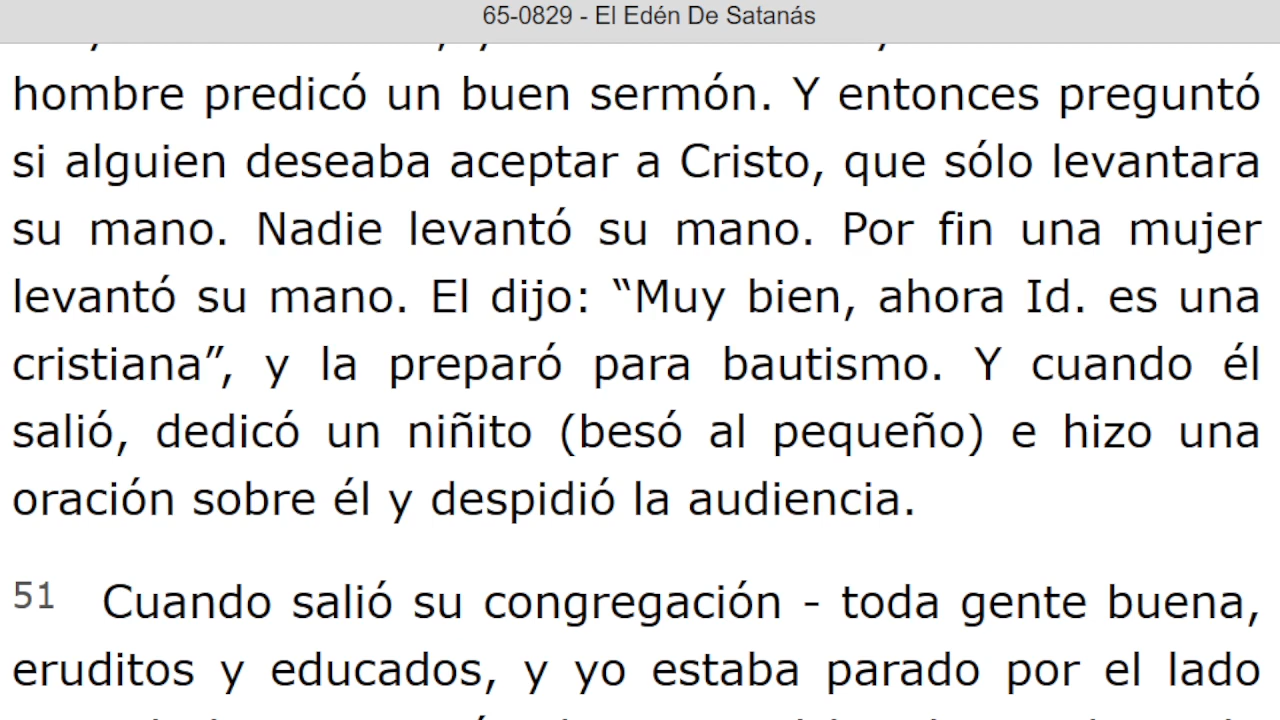 65-0829 - El Edén De Satanás
hombre predicó un buen sermón. Y entonces preguntó
si alguien deseaba aceptar a Cristo, que sólo levantara
su mano. Nadie levantó su mano. Por fin una mujer
levantó su mano. El dijo: “Muy bien, ahora Id. es una
cristiana”, y la preparó para bautismo. Y cuando él
salió, dedicó un niñito (besó al pequeño) e hizo una
oración sobre él y despidió la audiencia.
51 Cuando salió su congregación - toda gente buena,
eruditos y educados, y yo estaba parado por el lado